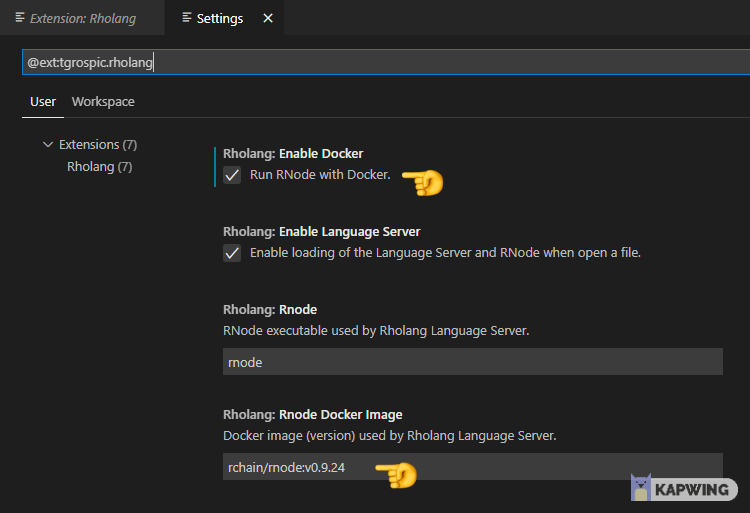 Extension: Rholang
Settings
@ext:tgrospic.rholang
User
Workspace
Extensions (7)
Rholang (7)
Rholang: Enable Docker
Run RNode with Docker.
Rholang: Enable Language Server
Enable loading of the Language Server and RNode when open a file.
Rholang: Rnode
RNode executable used by Rholang Language Server.
rnode
Rholang: Rnode Docker Image
Docker image (version) used by Rholang Language Server.
rchain/rnode:v0.9.24
KAPWING